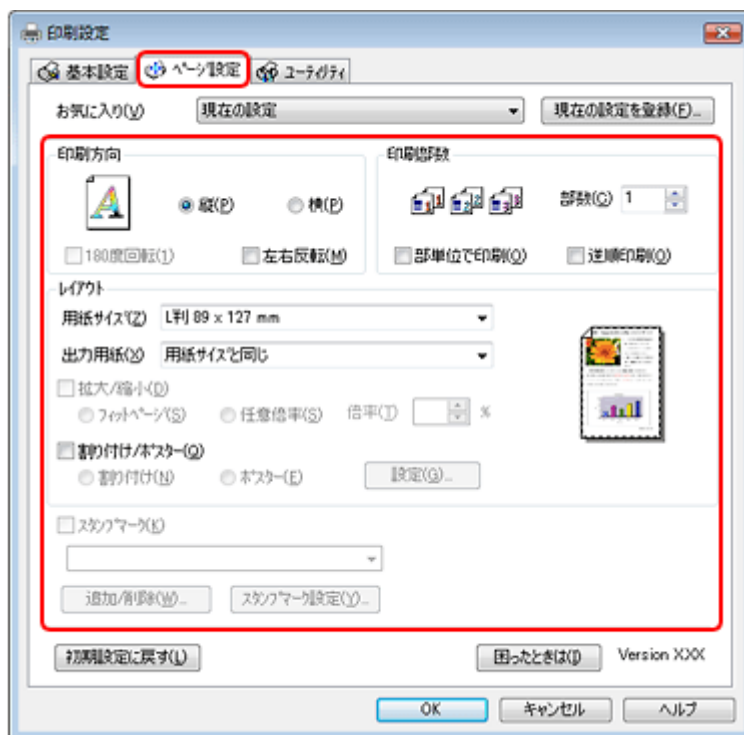 印刷設定
基本設定 ページ設定 ユーティリティ
お気に入り(V) 現在の設定 現在の設定を登録(F)...
印刷方向 印刷部数
縦(P) 横(P) 部数(C) 1
180度回転(1) 左右反転(M) 部単位で印刷(O) 逆順印刷(O)
レイアウト
用紙サイズ(Z) L判 89 x 127 mm
出力用紙(X) 用紙サイズと同じ
拡大/縮小(D)
フィットページ(S) 任意倍率(S) 倍率(T) %
割り付け/ポスター(Q)
割り付け(N) ポスター(E) 設定(G)...
スタンプマーク(K)
追加/削除(W)... スタンプマーク設定(Y)...
初期設定に戻す(L) 困ったときは(I) Version XXX
OK キャンセル ヘルプ